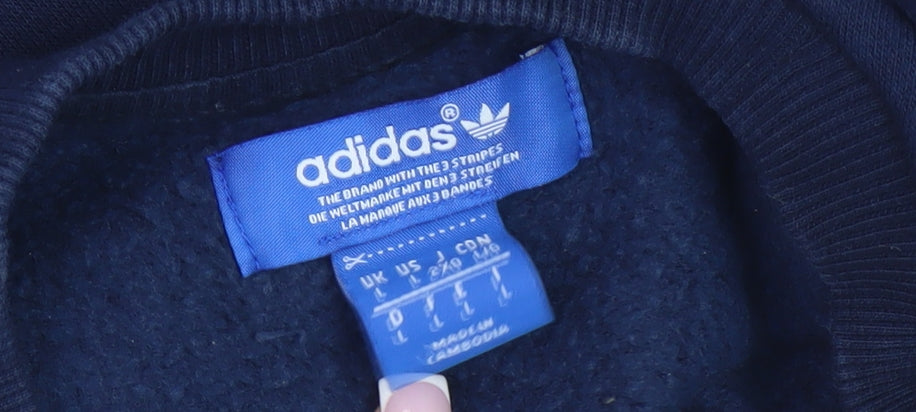 adidas®
THE BRAND WITH THE 3 STRIPES
DIE WELTMARKE MIT DEN 3 STREIFEN
LA MARQUE AUX 3 BANDES
UK US J CDN
L L 2XO L/G
D F E I
L L L L
MADE IN
CAMBODIA